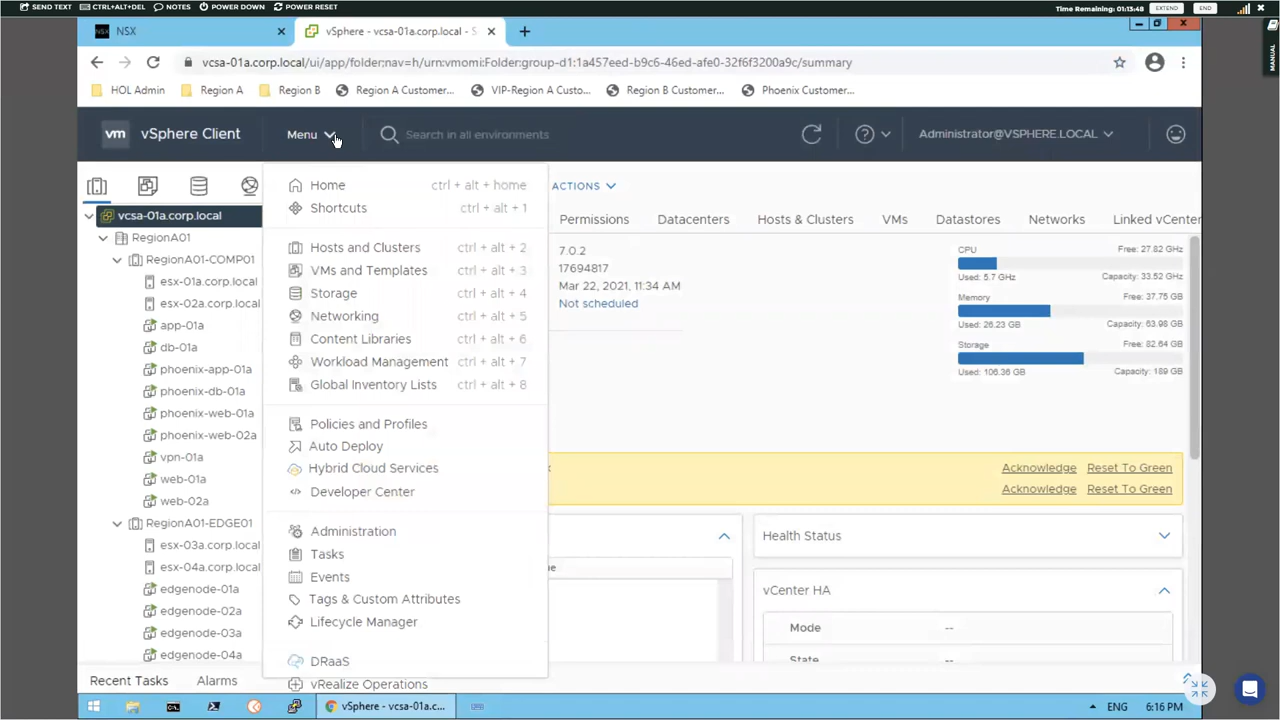 SEND TEXT CTRL+ALT+DEL NOTES POWER DOWN POWER RESET Time Remaining: 01:13:48 EXTEND END
MANUAL
NSX vSphere - vcsa-01a.corp.local - S
vcsa-01a.corp.local/ui/app/folder;nav=h/urn:vmomi:Folder:group-d1:1a457eed-b9c6-46ed-afe0-32f6f3200a9c/summary
HOL Admin Region A Region B Region A Customer... VIP-Region A Custo... Region B Customer... Phoenix Customer...
vm vSphere Client Menu Search in all environments Administrator@VSPHERE.LOCAL
ACTIONS
Permissions Datacenters Hosts & Clusters VMs Datastores Networks Linked vCenter
vcsa-01a.corp.local
RegionA01
RegionA01-COMP01
esx-01a.corp.local
esx-02a.corp.local
app-01a
db-01a
phoenix-app-01a
phoenix-db-01a
phoenix-web-01a
phoenix-web-02a
vpn-01a
web-01a
web-02a
RegionA01-EDGE01
esx-03a.corp.local
esx-04a.corp.local
edgenode-01a
edgenode-02a
edgenode-03a
edgenode-04a
Home ctrl + alt + home
Shortcuts ctrl + alt + 1
Hosts and Clusters ctrl + alt + 2
VMs and Templates ctrl + alt + 3
Storage ctrl + alt + 4
Networking ctrl + alt + 5
Content Libraries ctrl + alt + 6
Workload Management ctrl + alt + 7
Global Inventory Lists ctrl + alt + 8
Policies and Profiles
Auto Deploy
Hybrid Cloud Services
Developer Center
Administration
Tasks
Events
Tags & Custom Attributes
Lifecycle Manager
DRaaS
vRealize Operations
7.0.2
17694817
Mar 22, 2021, 11:34 AM
Not scheduled
CPU Free: 27.82 GHz
Used: 5.7 GHz Capacity: 33.52 GHz
Memory Free: 37.75 GB
Used: 26.23 GB Capacity: 63.98 GB
Storage Free: 82.64 GB
Used: 106.36 GB Capacity: 189 GB
Acknowledge Reset To Green
Acknowledge Reset To Green
Health Status
vCenter HA
Mode --
State --
Recent Tasks Alarms
vSphere - vcsa-01a.c... ENG 6:16 PM